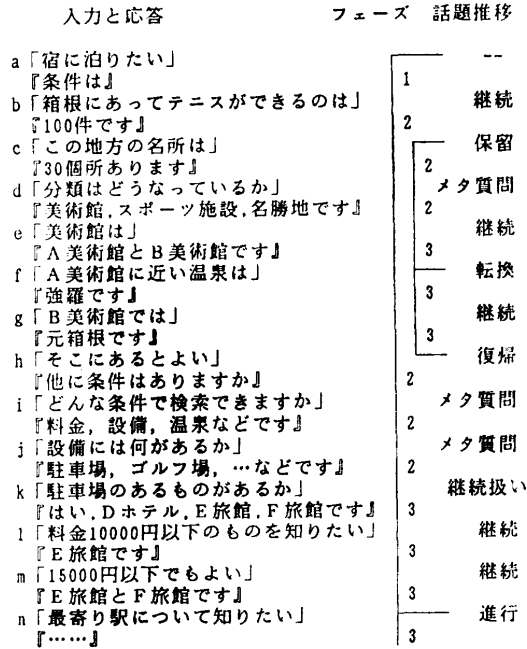 入力と応答 フェーズ 話題推移
--
a「宿に泊りたい」
『条件は』 1
継続
b「箱根にあってテニスができるのは」
『100件です』 2
保留
c「この地方の名所は」
『30個所あります』 2
メタ質問
d「分類はどうなっているか」
『美術館,スポーツ施設,名勝地です』 2
継続
e「美術館は」
『A美術館とB美術館です』 3
転換
f「A美術館に近い温泉は」
『強羅です』 3
継続
g「B美術館では」
『元箱根です』 3
復帰
h「そこにあるとよい」
『他に条件はありますか』 2
メタ質問
i「どんな条件で検索できますか」
『料金,設備,温泉などです』 2
メタ質問
j「設備には何があるか」
『駐車場,ゴルフ場,…などです』 2
継続扱い
k「駐車場のあるものがあるか」
『はい,Dホテル,E旅館,F旅館です』 3
継続
l「料金10000円以下のものを知りたい」
『E旅館です』 3
継続
m「15000円以下でもよい」
『E旅館とF旅館です』 3
進行
n「最寄り駅について知りたい」
『……』 3